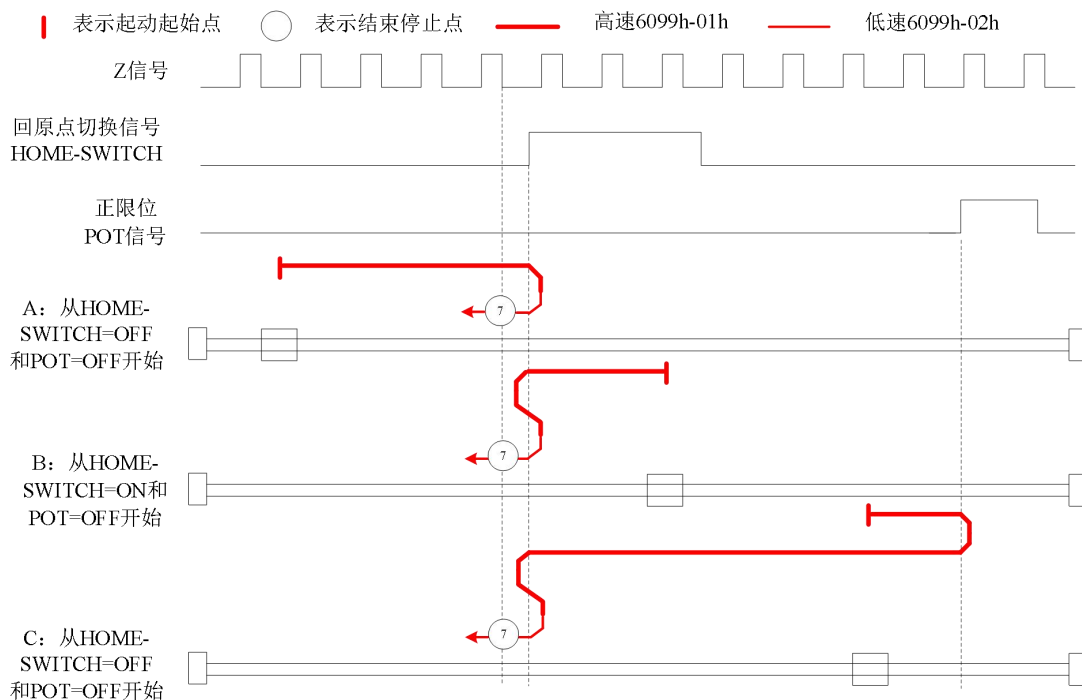 表示起动起始点 表示结束停止点 高速6099h-01h 低速6099h-02h
Z信号
回原点切换信号
HOME-SWITCH
正限位
POT信号
7
A：从HOME-
SWITCH=OFF
和POT=OFF开始
7
B：从HOME-
SWITCH=ON和
POT=OFF开始
7
C：从HOME-
SWITCH=OFF
和POT=OFF开始